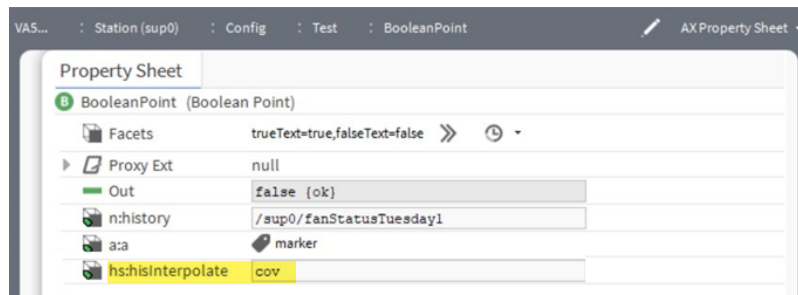 VA5... : Station (sup0) : Config : Test : BooleanPoint AX Property Sheet
Property Sheet
B BooleanPoint (Boolean Point)
Facets trueText=true,falseText=false
Proxy Ext null
Out false {ok}
n:history /sup0/fanStatusTuesday1
a:a marker
hs:hisInterpolate cov